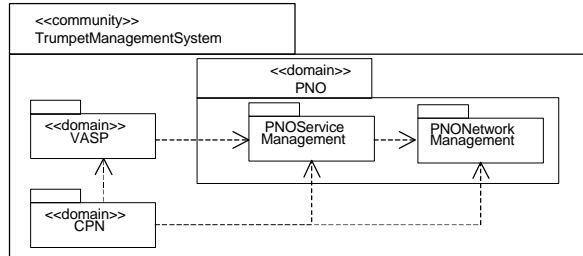 <<community>>
TrumpetManagementSystem
<<domain>>
PNO
<<domain>>
VASP
PNOService
Management
PNONetwork
Management
<<domain>>
CPN